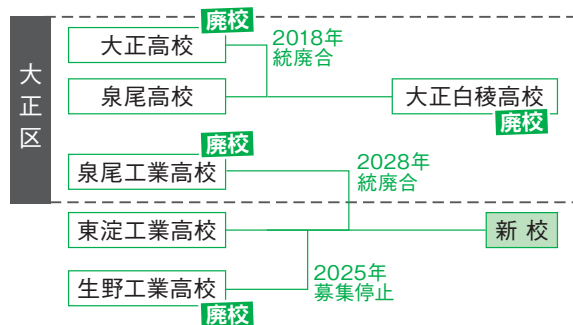 大正区
廃校
大正高校
2018年
統廃合
泉尾高校
大正白稜高校
廃校
廃校
泉尾工業高校
2028年
統廃合
東淀工業高校
新校
2025年
募集停止
生野工業高校
廃校